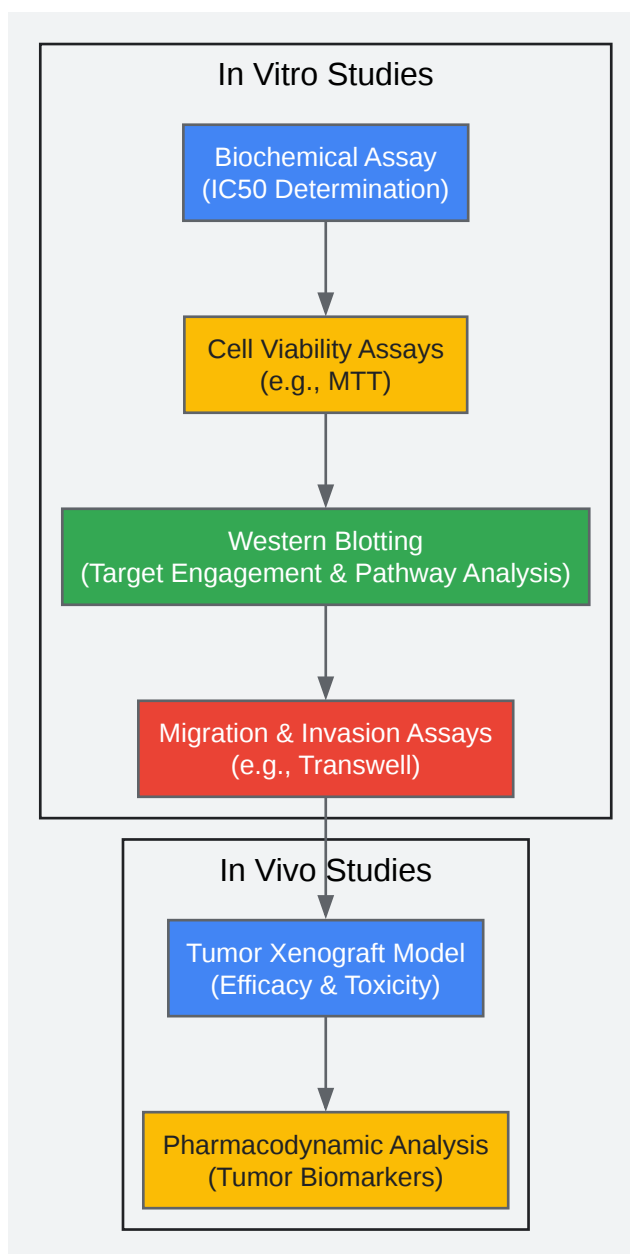 In Vitro Studies
Biochemical Assay
(IC50 Determination)
Cell Viability Assays
(e.g., MTT)
Western Blotting
(Target Engagement & Pathway Analysis)
Migration & Invasion Assays
(e.g., Transwell)
In Vivo Studies
Tumor Xenograft Model
(Efficacy & Toxicity)
Pharmacodynamic Analysis
(Tumor Biomarkers)